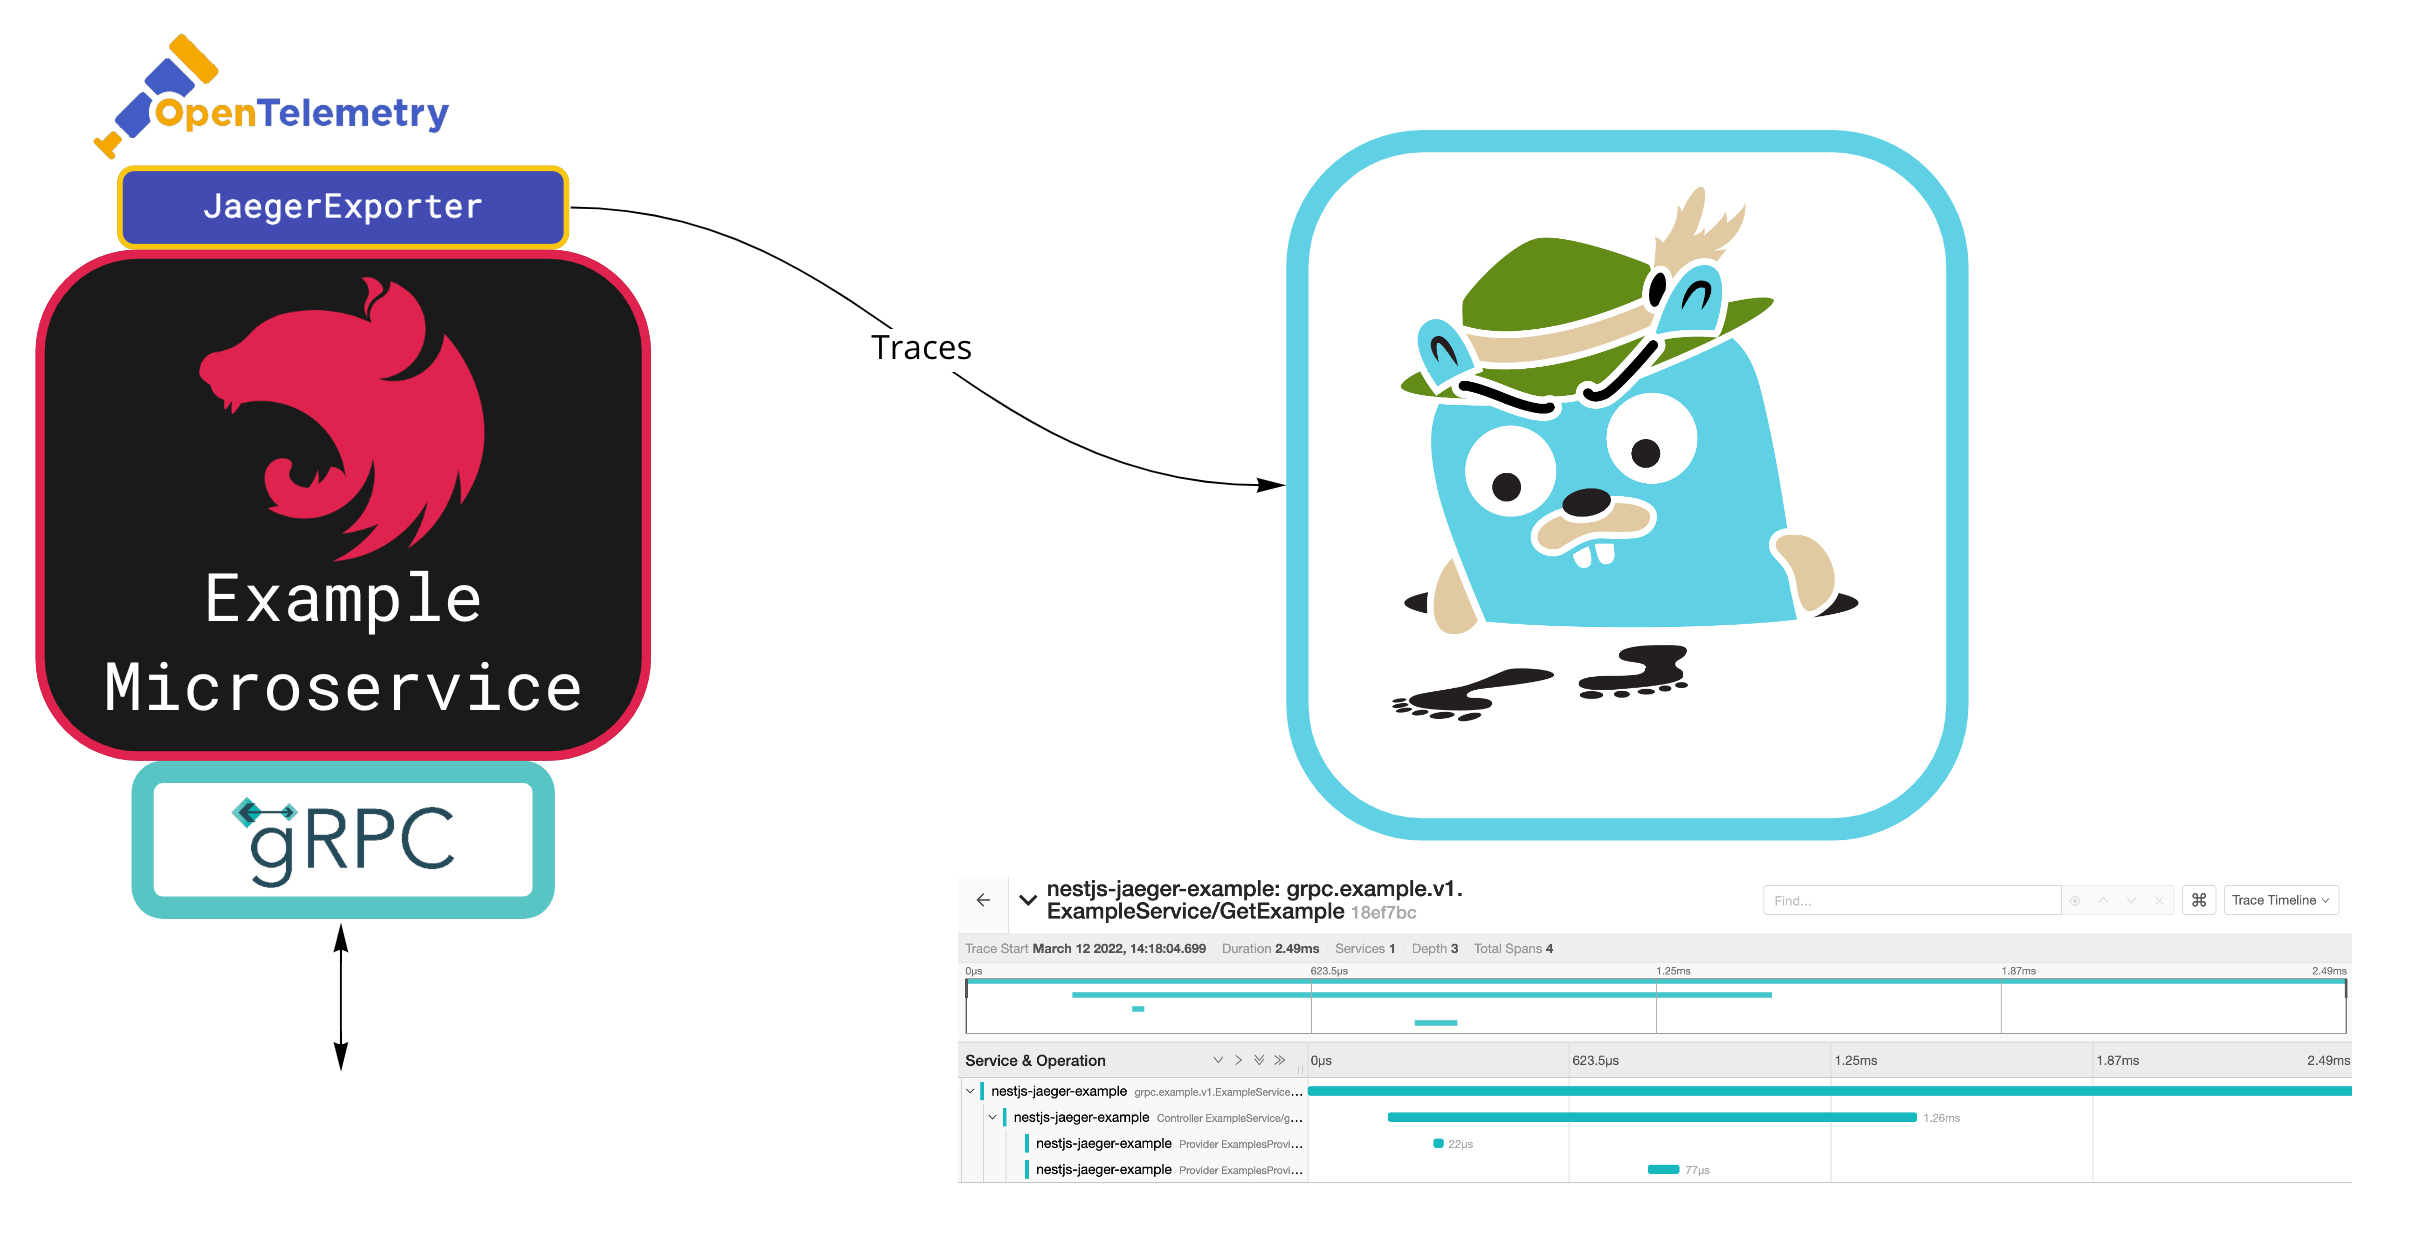 OpenTelemetry
JaegerExporter
Example
Microservice
gRPC
Traces
nestjs-jaeger-example: grpc.example.v1.
ExampleService/GetExample 18ef7bc
Find...
⌘
Trace Timeline
Trace Start March 12 2022, 14:18:04.699 Duration 2.49ms Services 1 Depth 3 Total Spans 4
0μs 623.5μs 1.25ms 1.87ms 2.49ms
Service & Operation 0μs 623.5μs 1.25ms 1.87ms 2.49ms
nestjs-jaeger-example grpc.example.v1.ExampleService...
nestjs-jaeger-example Controller ExampleService/g... 1.26ms
nestjs-jaeger-example Provider ExamplesProvi... 22μs
nestjs-jaeger-example Provider ExamplesProvi... 77μs